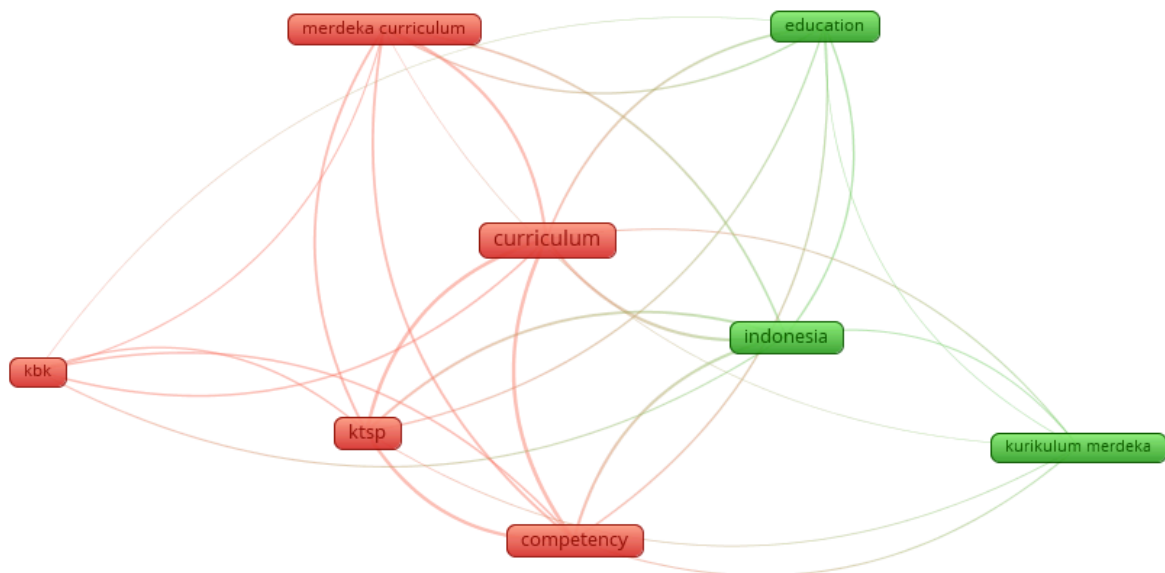 merdeka curriculum
education
curriculum
indonesia
kbk
ktsp
kurikulum merdeka
competency